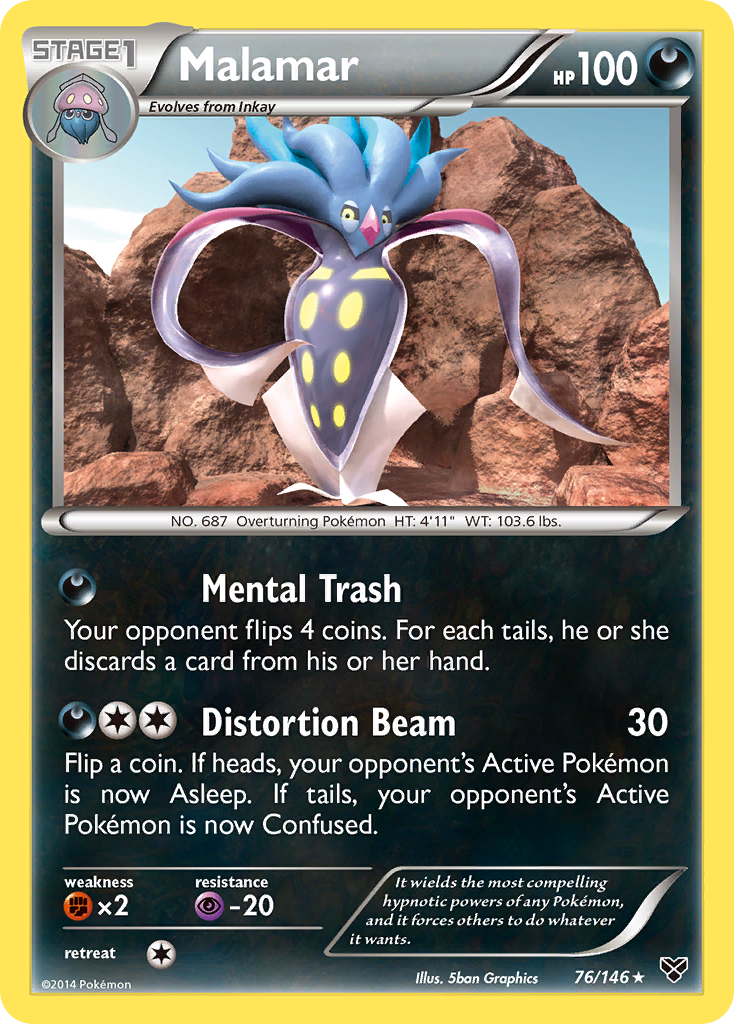 STAGE1
Malamar
HP100
Evolves from Inkay
NO. 687 Overturning Pokémon HT: 4'11" WT: 103.6 lbs.
Mental Trash
Your opponent flips 4 coins. For each tails, he or she
discards a card from his or her hand.
Distortion Beam 30
Flip a coin. If heads, your opponent's Active Pokémon
is now Asleep. If tails, your opponent's Active
Pokémon is now Confused.
weakness resistance
×2 -20
retreat
It wields the most compelling
hypnotic powers of any Pokémon,
and it forces others to do whatever
it wants.
©2014 Pokémon Illus. 5ban Graphics 76/146★